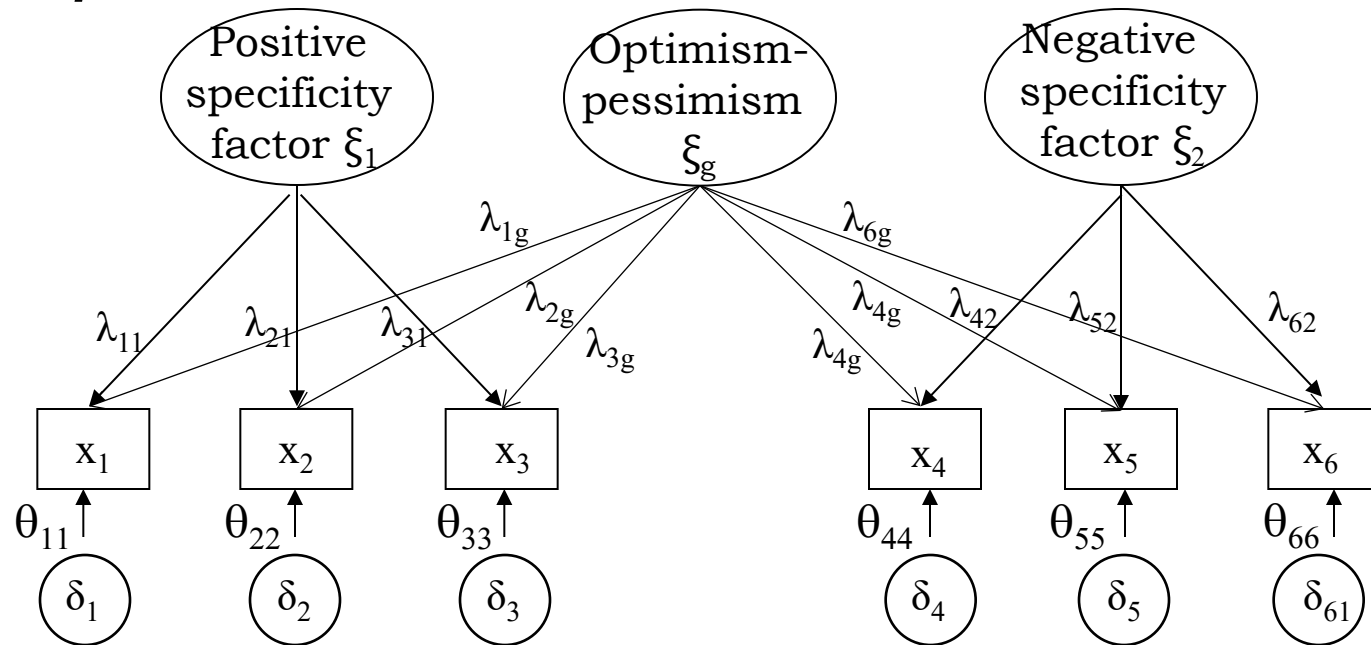 Positive
specificity
factor ξ₁
Optimism-
pessimism
ξg
Negative
specificity
factor ξ₂
λ₁g
λ₆g
λ₁₁
λ₂₁
λ₃₁
λ₂g
λ₃g
λ₄g
λ₄g
λ₄₂
λ₅₂
λ₆₂
x₁
x₂
x₃
x₄
x₅
x₆
θ₁₁
θ₂₂
θ₃₃
θ₄₄
θ₅₅
θ₆₆
δ₁
δ₂
δ₃
δ₄
δ₅
δ₆₁